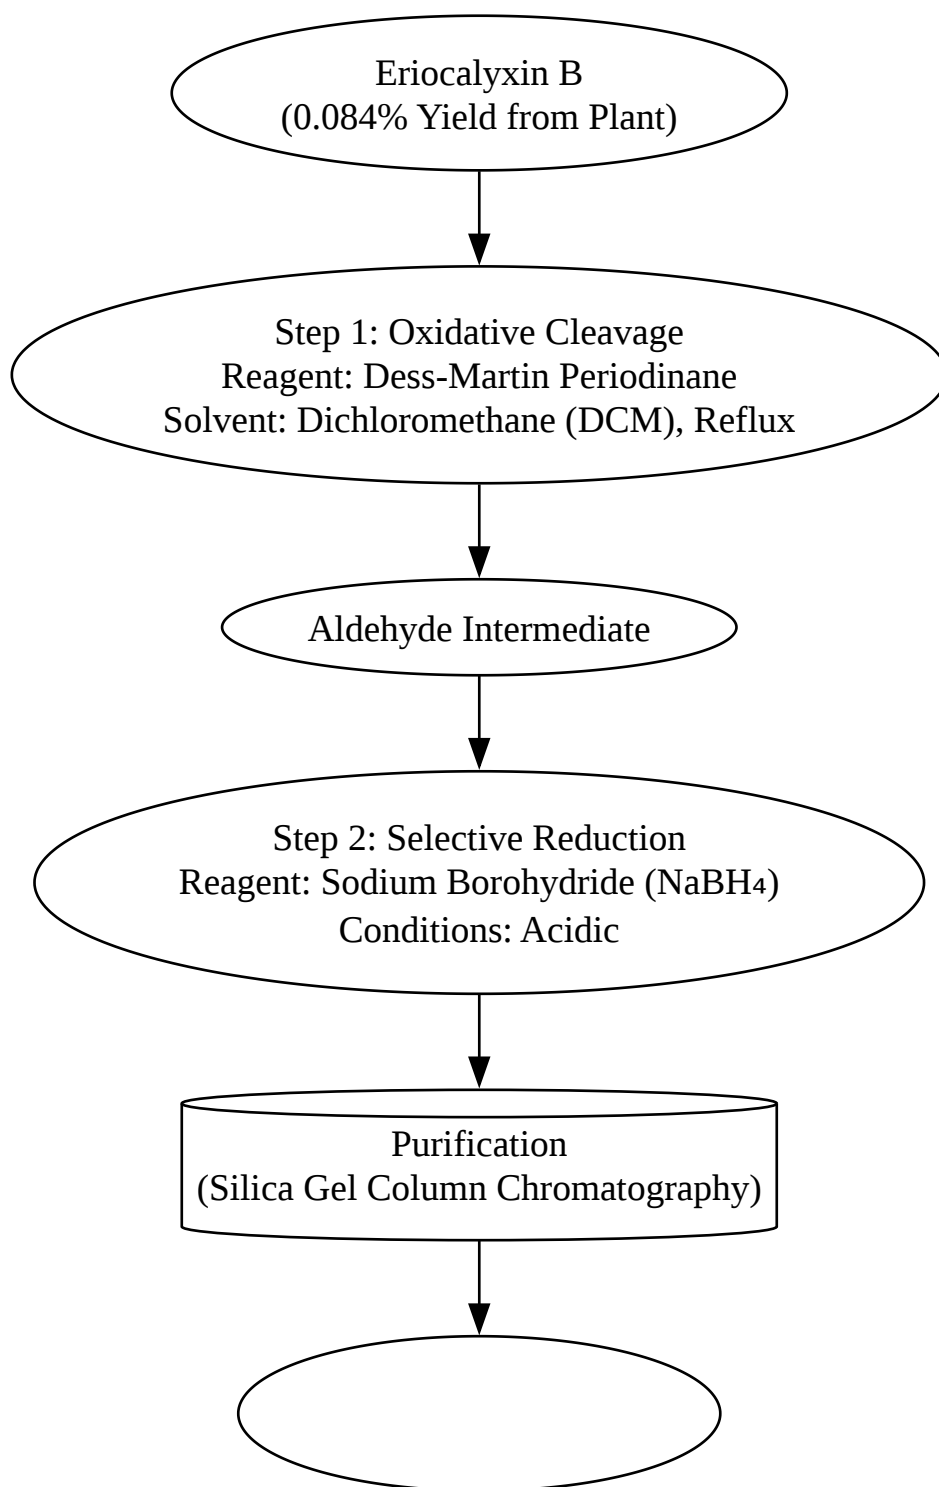 Eriocalyxin B
(0.084% Yield from Plant)
Step 1: Oxidative Cleavage
Reagent: Dess-Martin Periodinane
Solvent: Dichloromethane (DCM), Reflux
Aldehyde Intermediate
Step 2: Selective Reduction
Reagent: Sodium Borohydride (NaBH₄)
Conditions: Acidic
Purification
(Silica Gel Column Chromatography)